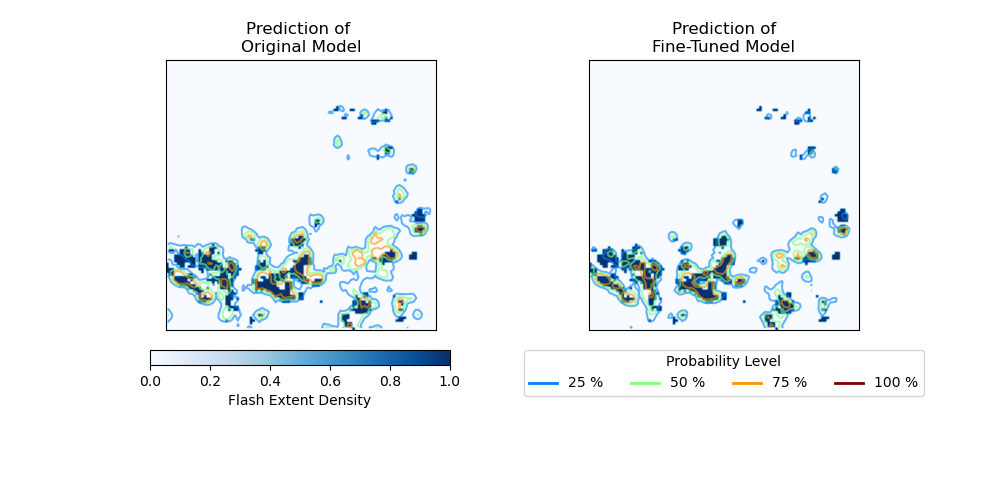 Prediction of
Original Model
Prediction of
Fine-Tuned Model
0.0 0.2 0.4 0.6 0.8 1.0
Flash Extent Density
Probability Level
25 % 50 % 75 % 100 %